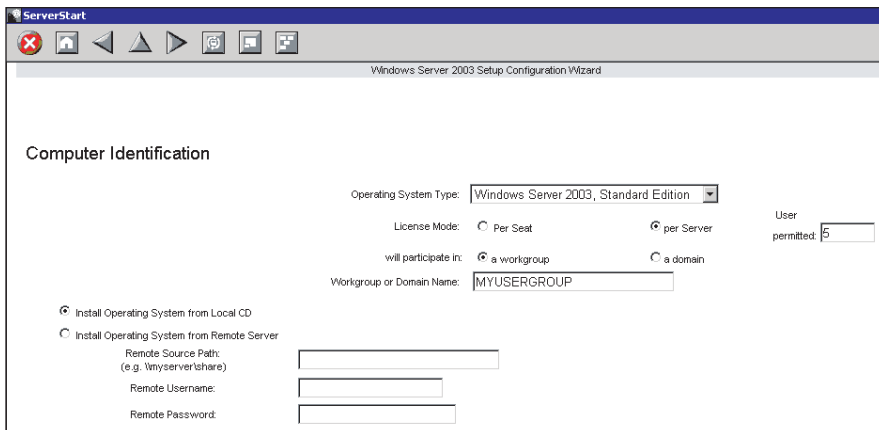 ServerStart
Windows Server 2003 Setup Configuration Wizard
Computer Identification
Operating System Type: Windows Server 2003, Standard Edition
License Mode: Per Seat per Server User permitted: 5
will participate in: a workgroup a domain
Workgroup or Domain Name: MYUSERGROUP
Install Operating System from Local CD
Install Operating System from Remote Server
Remote Source Path:
(e.g. \\myserver\share)
Remote Username:
Remote Password: